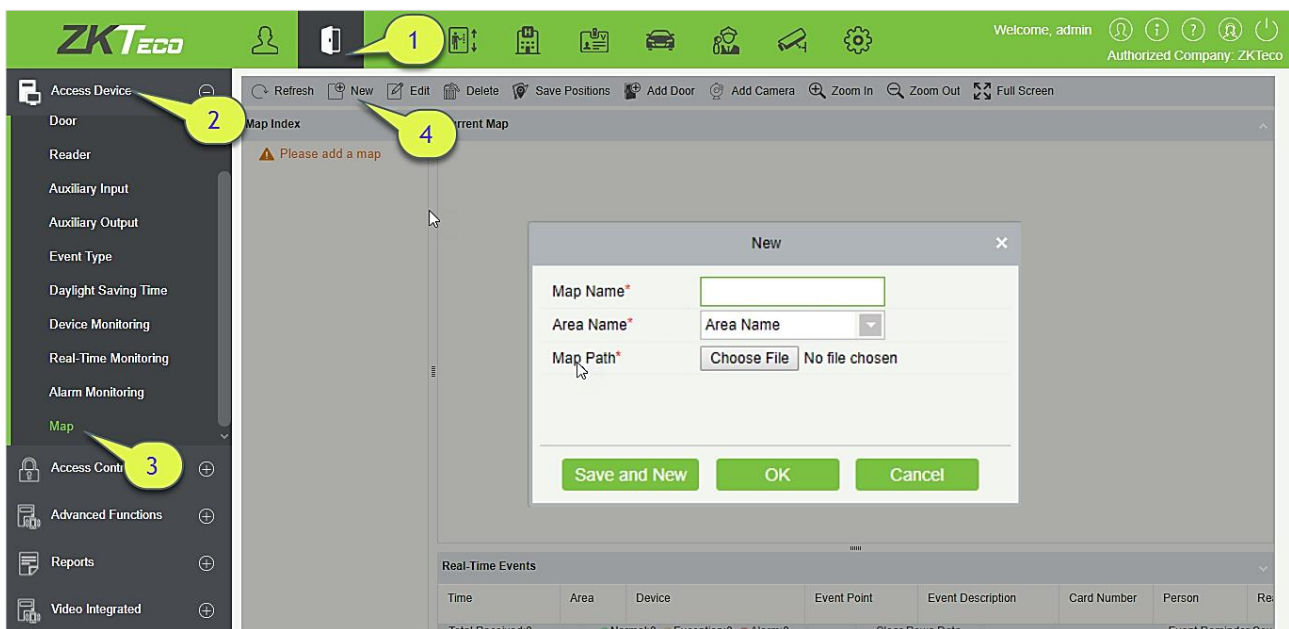 ZKTeco
Welcome, admin
Authorized Company: ZKTeco
1
Access Device
2
Door
Reader
Auxiliary Input
Auxiliary Output
Event Type
Daylight Saving Time
Device Monitoring
Real-Time Monitoring
Alarm Monitoring
Map
3
Access Contr
Advanced Functions
Reports
Video Integrated
Refresh New Edit Delete Save Positions Add Door Add Camera Zoom In Zoom Out Full Screen
4
Map Index
rrent Map
Please add a map
New
Map Name*
Area Name* Area Name
Map Path* Choose File No file chosen
Save and New OK Cancel
Real-Time Events
Time Area Device Event Point Event Description Card Number Person Rea